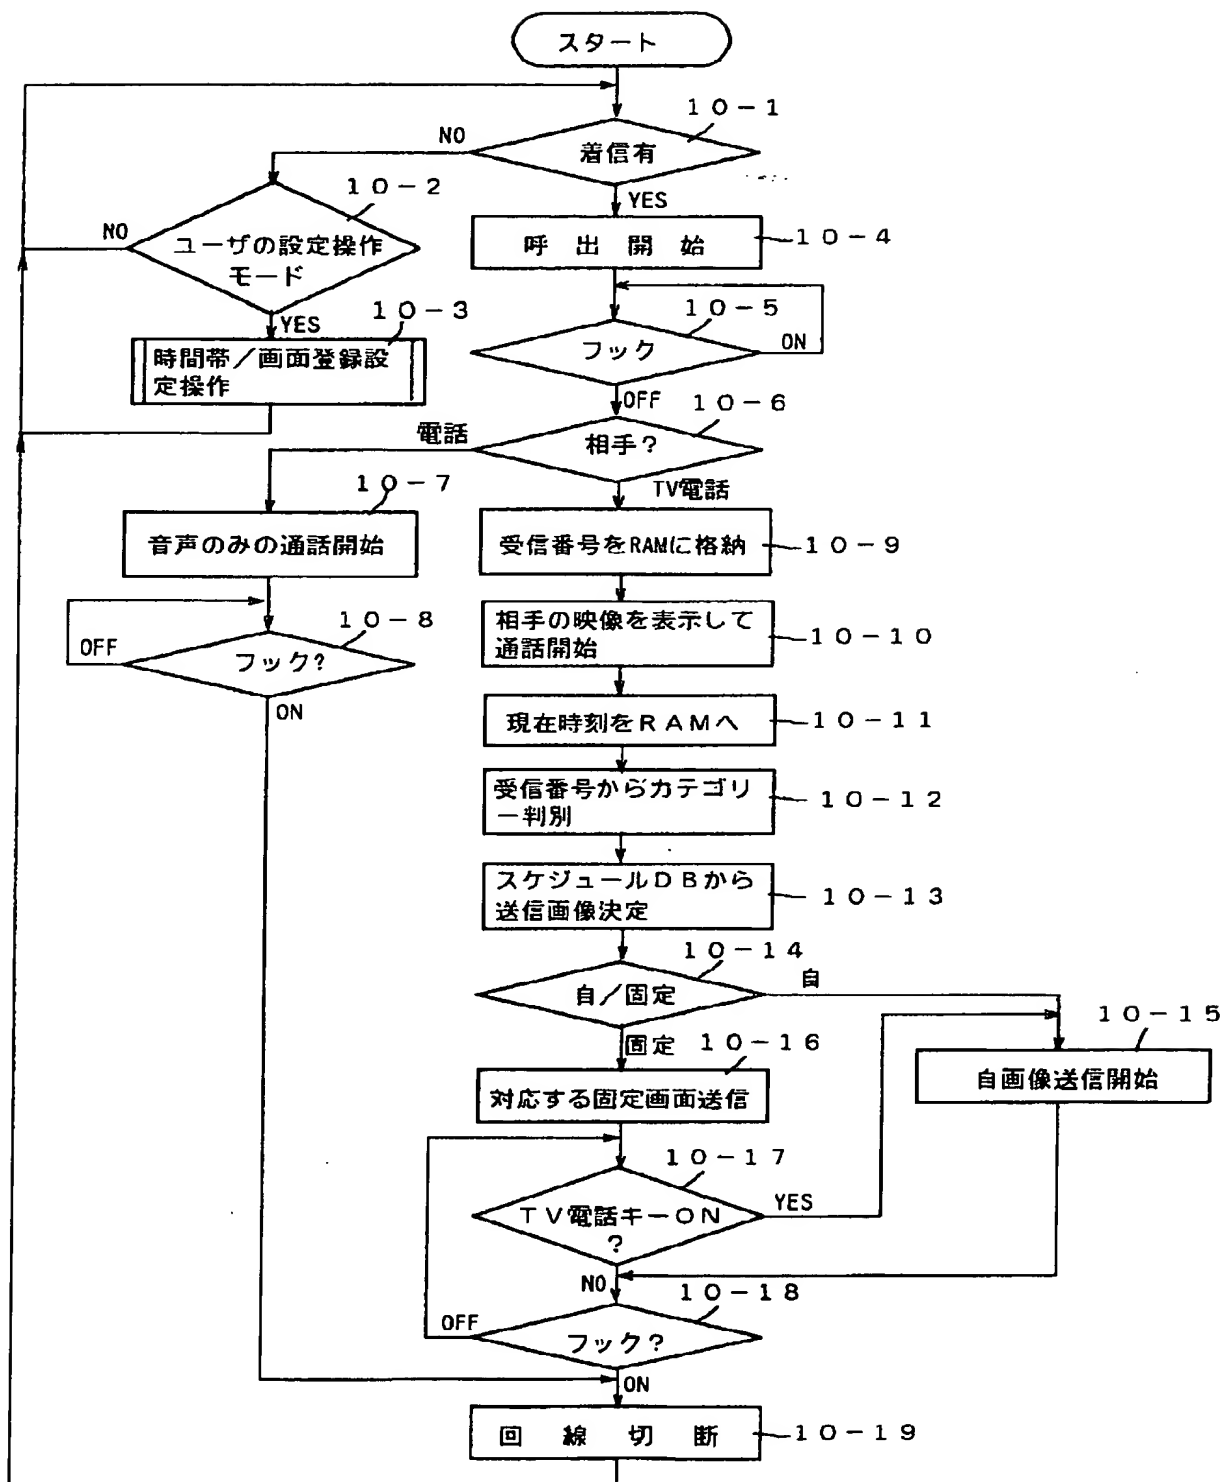 スタート
10-1
NO
着信有
10-2
YES
NO
ユーザの設定操作
モード
呼出開始
10-4
10-3
YES
10-5
時間帯／画面登録設
定操作
フック
ON
OFF
10-6
電話
相手？
10-7
TV電話
音声のみの通話開始
受信番号をRAMに格納
10-9
10-8
相手の映像を表示して
通話開始
10-10
OFF
フック?
ON
現在時刻をRAMへ
10-11
受信番号からカテゴリ
ー判別
10-12
スケジュールDBから
送信画像決定
10-13
10-14
自／固定
自
固定
10-16
10-15
対応する固定画面送信
自画像送信開始
10-17
TV電話キーON
？
YES
NO
10-18
OFF
フック？
ON
回線切断
10-19